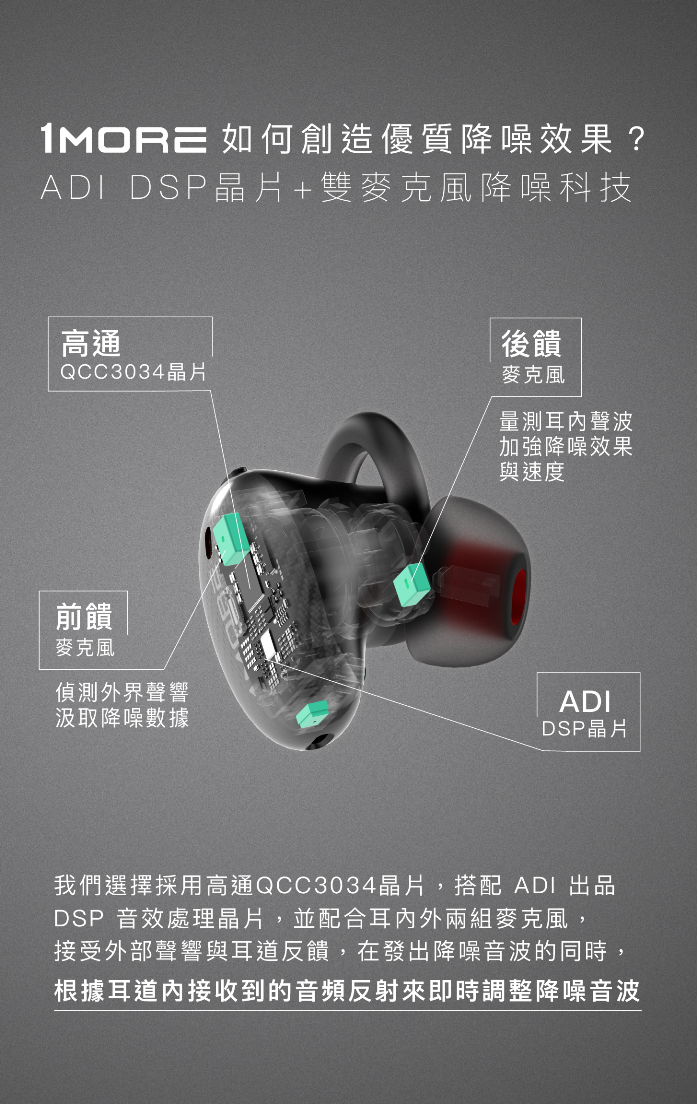 1MORE 如何創造優質降噪效果？
ADI DSP晶片+雙麥克風降噪科技
高通
QCC3034晶片
後饋
麥克風
量測耳內聲波
加強降噪效果
與速度
前饋
麥克風
偵測外界聲響
汲取降噪數據
ADI
DSP晶片
我們選擇採用高通QCC3034晶片，搭配 ADI 出品
DSP 音效處理晶片，並配合耳內外兩組麥克風，
接受外部聲響與耳道反饋，在發出降噪音波的同時，
根據耳道內接收到的音頻反射來即時調整降噪音波